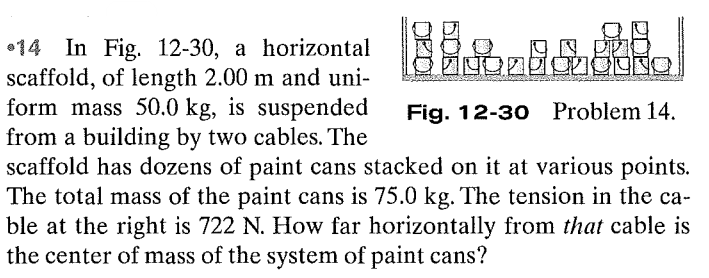 •14 In Fig. 12-30, a horizontal
scaffold, of length 2.00 m and uni-
form mass 50.0 kg, is suspended
from a building by two cables. The
Fig. 12-30 Problem 14.
scaffold has dozens of paint cans stacked on it at various points.
The total mass of the paint cans is 75.0 kg. The tension in the ca-
ble at the right is 722 N. How far horizontally from that cable is
the center of mass of the system of paint cans?